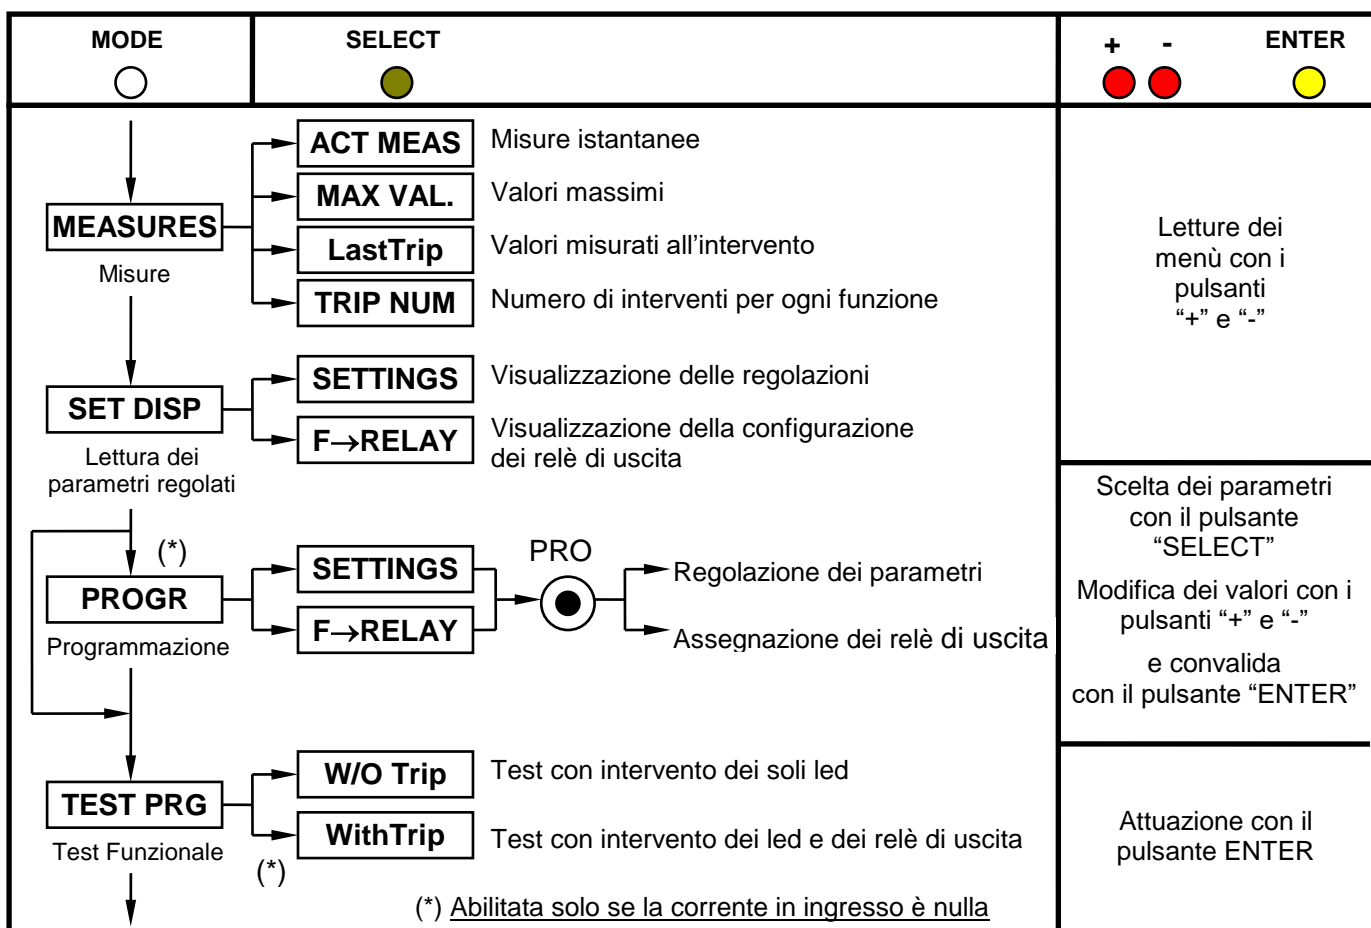 MODE
SELECT
+ -
ENTER
ACT MEAS
Misure istantanee
MAX VAL.
Valori massimi
MEASURES
Misure
LastTrip
Valori misurati all’intervento
TRIP NUM
Numero di interventi per ogni funzione
Letture dei
menù con i
pulsanti
“+” e “-”
SETTINGS
Visualizzazione delle regolazioni
SET DISP
Lettura dei
parametri regolati
F→RELAY
Visualizzazione della configurazione
dei relè di uscita
(*)
PROGR
Programmazione
SETTINGS
F→RELAY
PRO
Regolazione dei parametri
Assegnazione dei relè di uscita
Scelta dei parametri
con il pulsante
“SELECT”
Modifica dei valori con i
pulsanti “+” e “-”
e convalida
con il pulsante “ENTER”
TEST PRG
Test Funzionale
W/O Trip
Test con intervento dei soli led
WithTrip
Test con intervento dei led e dei relè di uscita
(*)
(*) Abilitata solo se la corrente in ingresso è nulla
Attuazione con il
pulsante ENTER